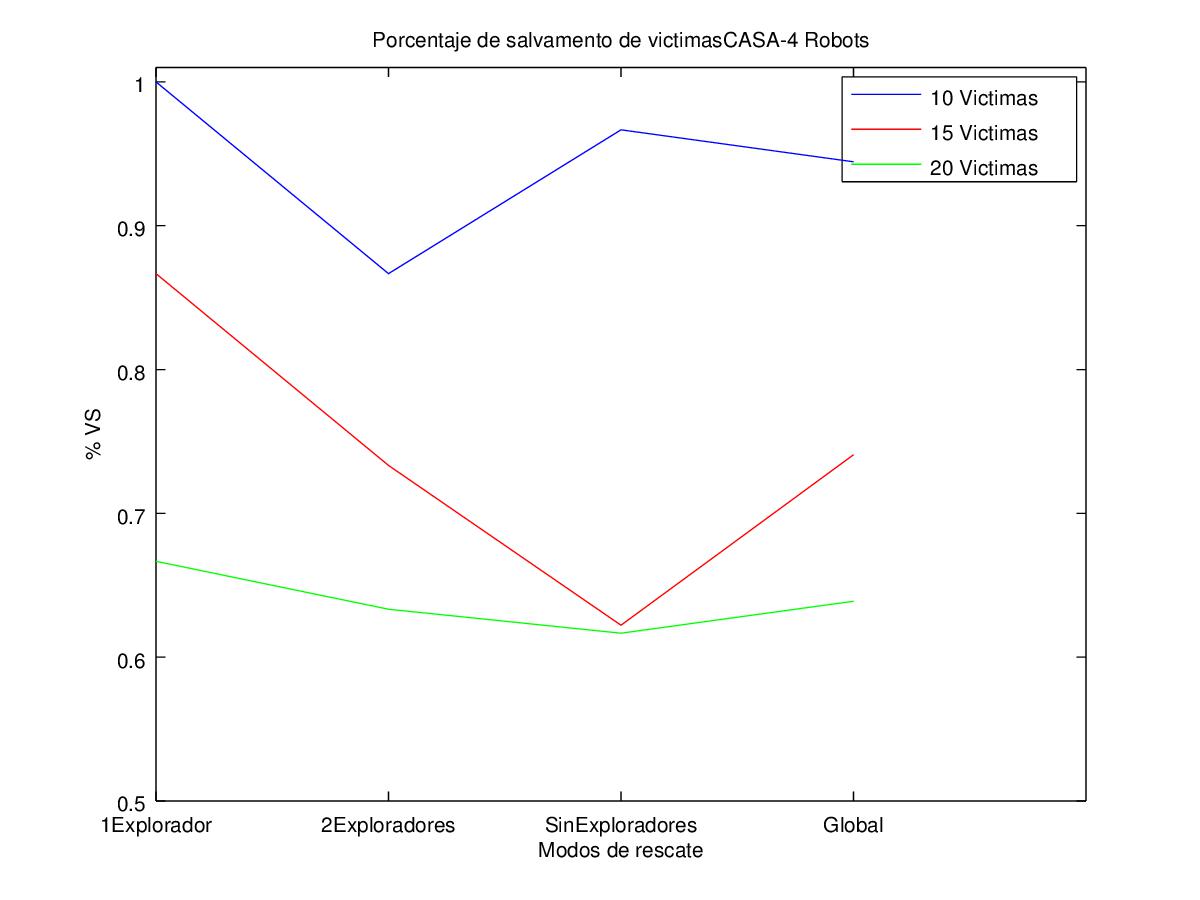 Porcentaje de salvamento de victimasCASA-4 Robots
10 Victimas
15 Victimas
20 Victimas
1
0.9
0.8
0.7
0.6
0.5
% VS
1Explorador 2Exploradores SinExploradores Global
Modos de rescate